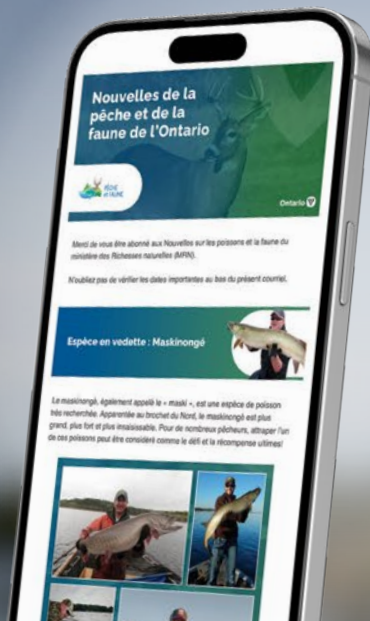 Nouvelles de la
pêche et de la
faune de l'Ontario
PÊCHE
et FAUNE
Ontario
Merci de vous être abonné aux Nouvelles sur les poissons et la faune du
ministère des Richesses naturelles (MRN).
N'oubliez pas de vérifier les dates importantes au bas du présent courriel.
Espèce en vedette : Maskinongé
Le maskinongé, également appelé le « maski », est une espèce de poisson
très recherchée. Apparentée au brochet du Nord, le maskinongé est plus
grand, plus fort et plus insaisissable. Pour de nombreux pêcheurs, attraper l'un
de ces poissons peut être considéré comme le défi et la récompense ultimes!